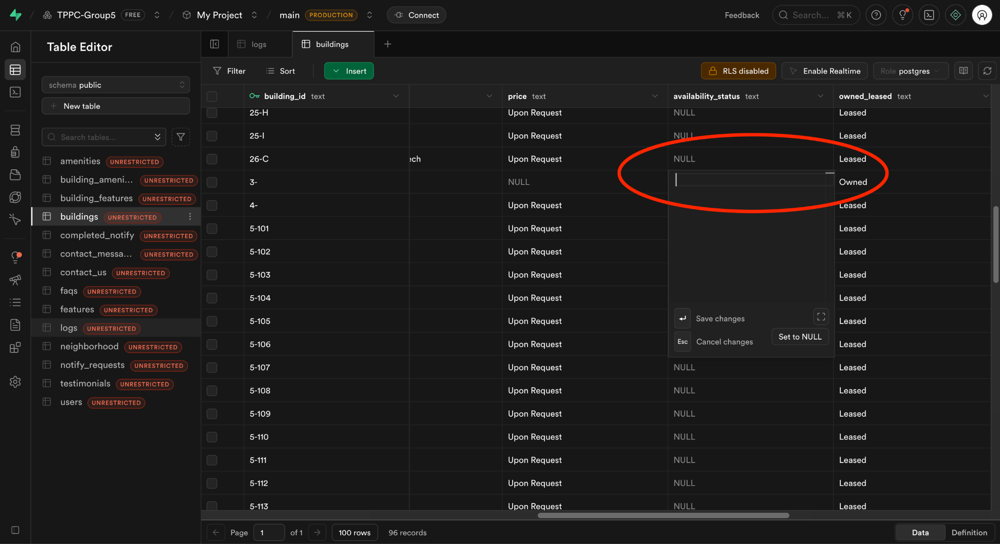 TPPC-Group5 FREE My Project main PRODUCTION Connect Feedback Search... ⌘ K
Table Editor
logs buildings
Filter Sort Insert RLS disabled Enable Realtime Role postgres
schema public
New table
Search tables...
amenities UNRESTRICTED
building_ameni... UNRESTRICTED
building_features UNRESTRICTED
buildings UNRESTRICTED
completed_notify UNRESTRICTED
contact_messa... UNRESTRICTED
contact_us UNRESTRICTED
faqs UNRESTRICTED
features UNRESTRICTED
logs UNRESTRICTED
neighborhood UNRESTRICTED
notify_requests UNRESTRICTED
testimonials UNRESTRICTED
users UNRESTRICTED
building_id text price text availability_status text owned_leased text
25-H Upon Request NULL Leased
25-I Upon Request NULL Leased
26-C ech Upon Request NULL Leased
3- NULL Owned
4- Upon Request Leased
5-101 Upon Request Leased
5-102 Upon Request Leased
5-103 Upon Request Leased
5-104 Upon Request Leased
5-105 Upon Request Leased
5-106 Upon Request Leased
Save changes
Esc Cancel changes Set to NULL
5-107 Upon Request NULL Leased
5-108 Upon Request NULL Leased
5-109 Upon Request NULL Leased
5-110 Upon Request NULL Leased
5-111 Upon Request NULL Leased
5-112 Upon Request NULL Leased
5-113 Upon Request NULL Leased
Page 1 of 1 100 rows 96 records Data Definition